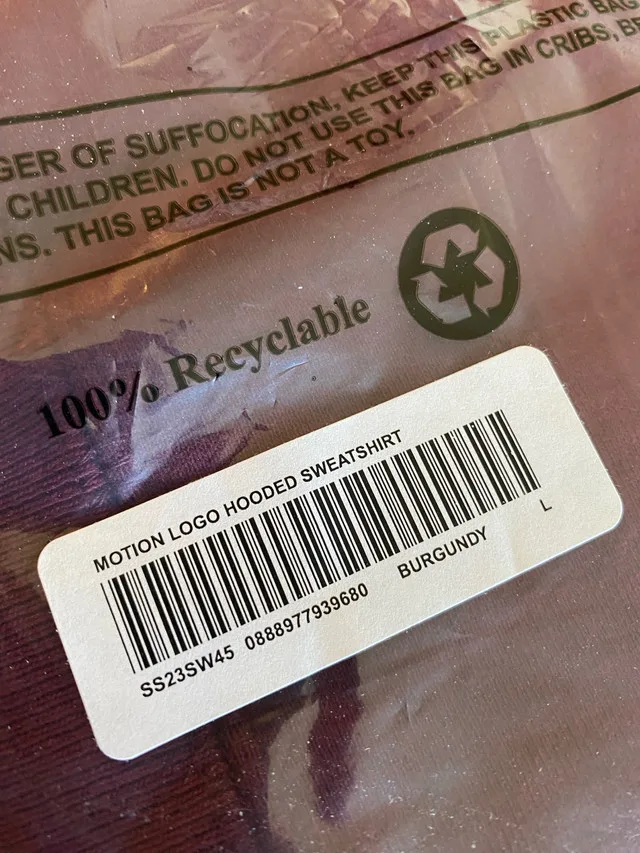 GER OF SUFFOCATION, KEEP THIS PLASTIC BAG
CHILDREN. DO NOT USE THIS BAG IN CRIBS,
NS. THIS BAG IS NOT A TOY.
100% Recyclable
MOTION LOGO HOODED SWEATSHIRT
SS23SW45 0888977939680 BURGUNDY L